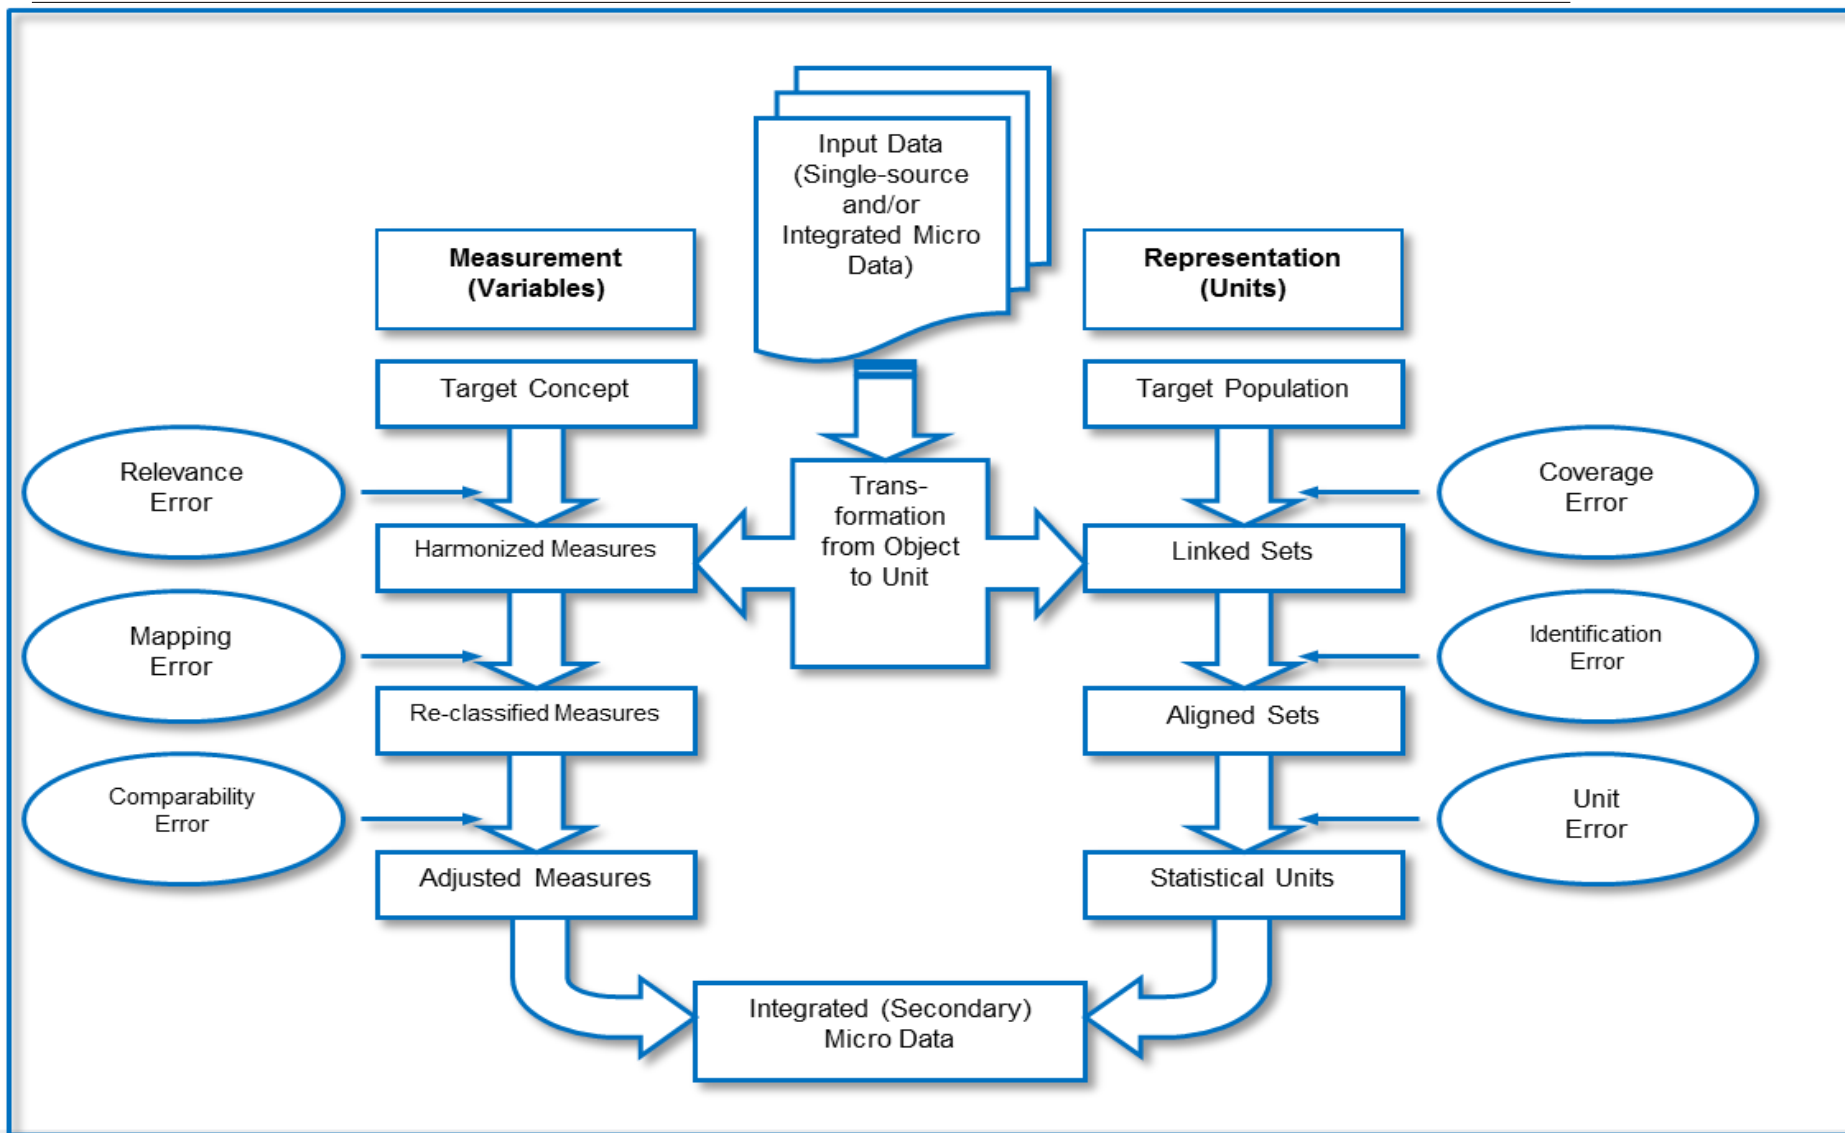 Input Data
(Single-source
and/or
Integrated Micro
Data)
Measurement
(Variables)
Representation
(Units)
Target Concept
Target Population
Relevance
Error
Coverage
Error
Trans-
formation
from Object
to Unit
Harmonized Measures
Linked Sets
Mapping
Error
Identification
Error
Re-classified Measures
Aligned Sets
Comparability
Error
Unit
Error
Adjusted Measures
Statistical Units
Integrated (Secondary)
Micro Data